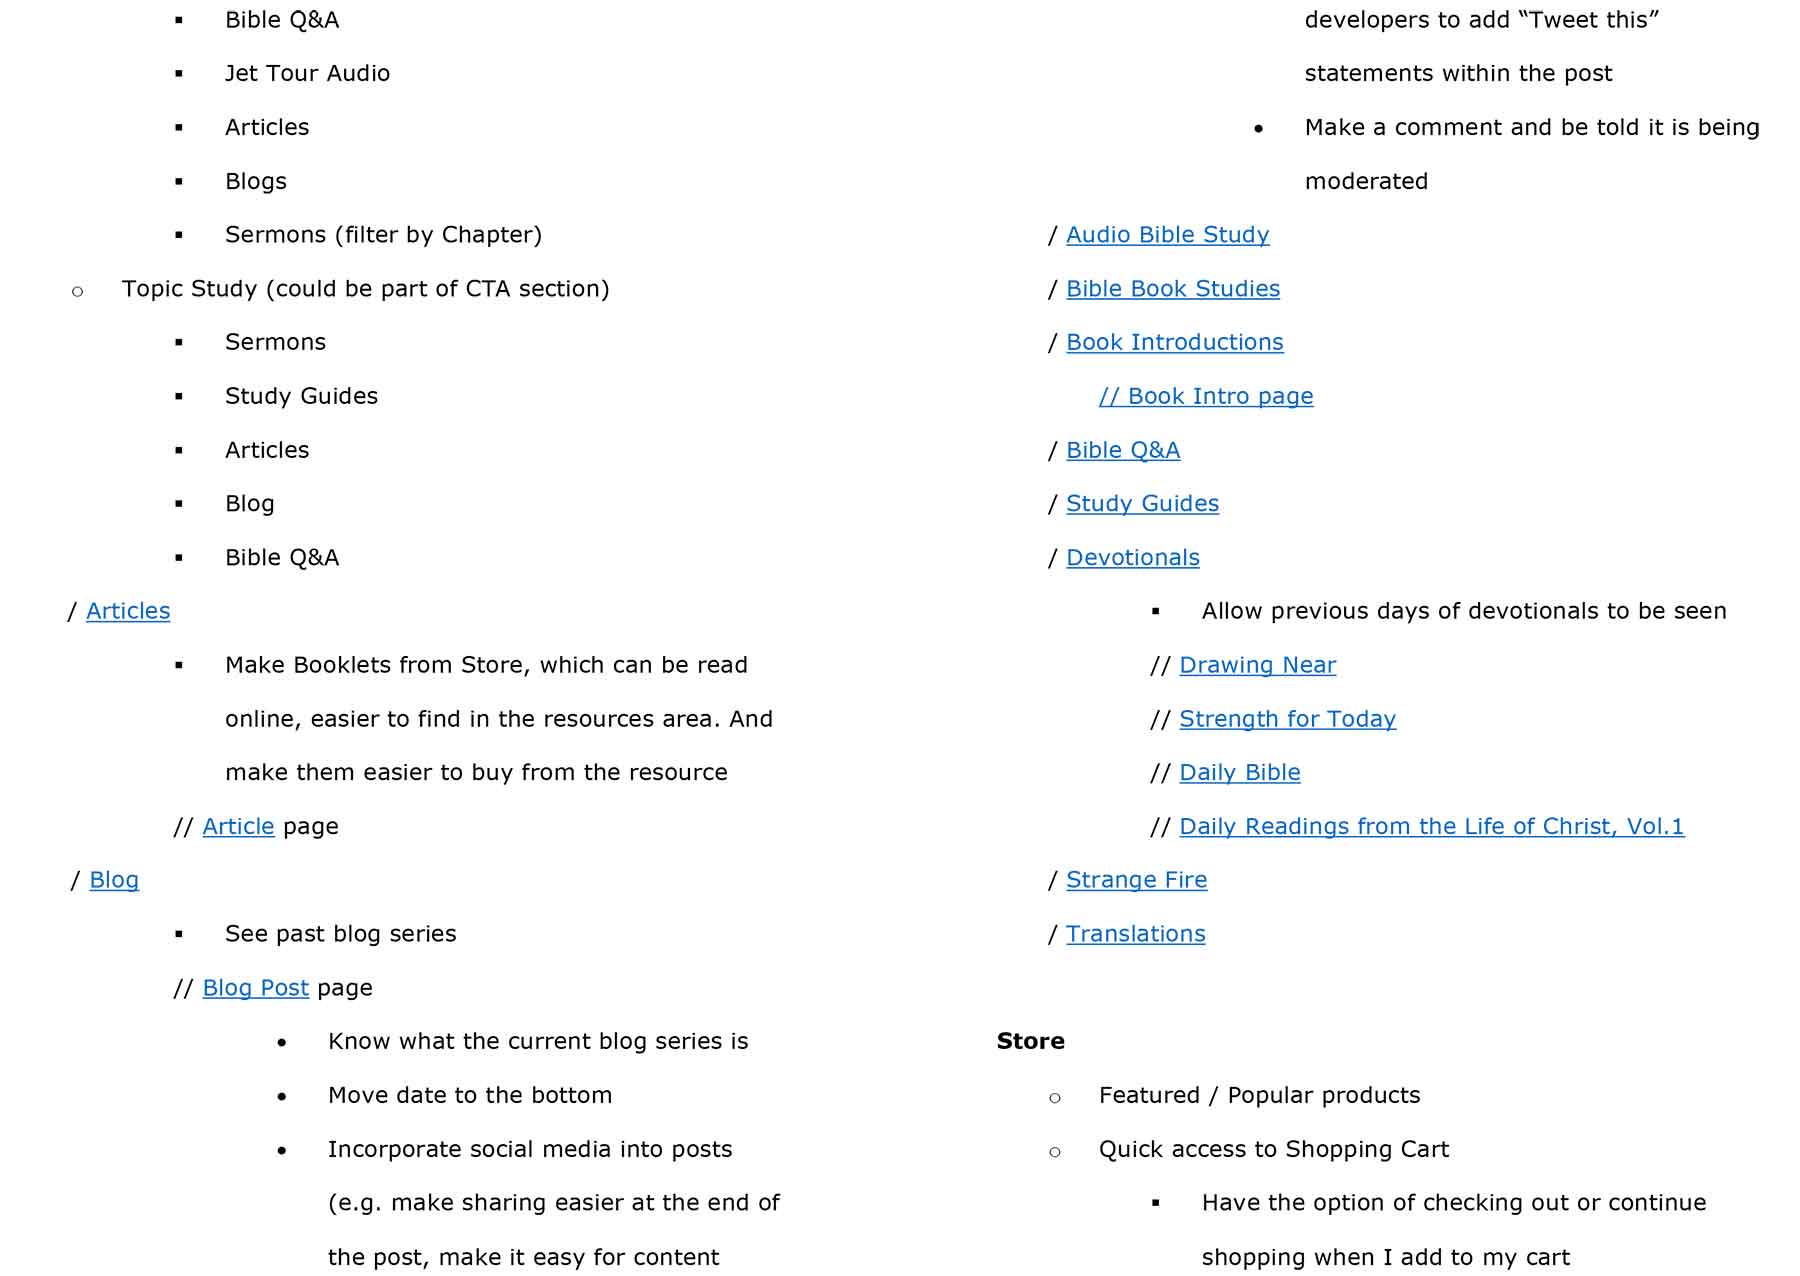 ▪ Bible Q&A
▪ Jet Tour Audio
▪ Articles
▪ Blogs
▪ Sermons (filter by Chapter)
o Topic Study (could be part of CTA section)
▪ Sermons
▪ Study Guides
▪ Articles
▪ Blog
▪ Bible Q&A
/ Articles
▪ Make Booklets from Store, which can be read
online, easier to find in the resources area. And
make them easier to buy from the resource
// Article page
/ Blog
▪ See past blog series
// Blog Post page
• Know what the current blog series is
• Move date to the bottom
• Incorporate social media into posts
(e.g. make sharing easier at the end of
the post, make it easy for content
developers to add “Tweet this”
statements within the post
• Make a comment and be told it is being
moderated
/ Audio Bible Study
/ Bible Book Studies
/ Book Introductions
// Book Intro page
/ Bible Q&A
/ Study Guides
/ Devotionals
▪ Allow previous days of devotionals to be seen
// Drawing Near
// Strength for Today
// Daily Bible
// Daily Readings from the Life of Christ, Vol.1
/ Strange Fire
/ Translations
Store
o Featured / Popular products
o Quick access to Shopping Cart
▪ Have the option of checking out or continue
shopping when I add to my cart